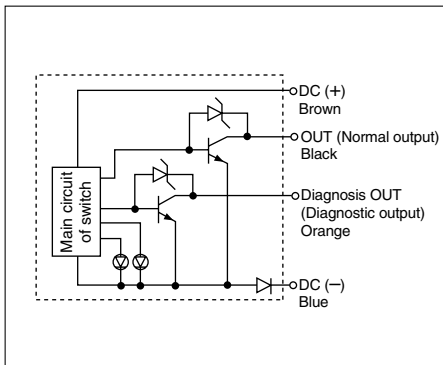 DC (+)
Brown
OUT (Normal output)
Black
Main circuit
of switch
Diagnosis OUT
(Diagnostic output)
Orange
DC (−)
Blue